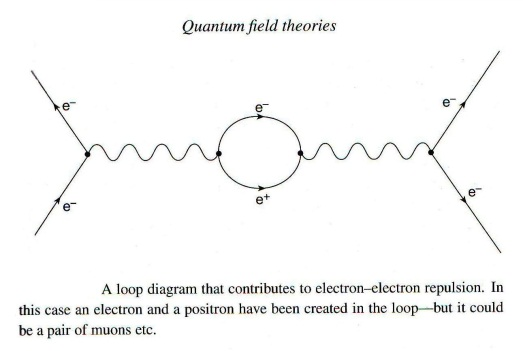 Quantum field theories
e⁻
e⁻
e⁻
e⁻
e⁺
e⁻
e⁻
A loop diagram that contributes to electron–electron repulsion. In
this case an electron and a positron have been created in the loop—but it could
be a pair of muons etc.